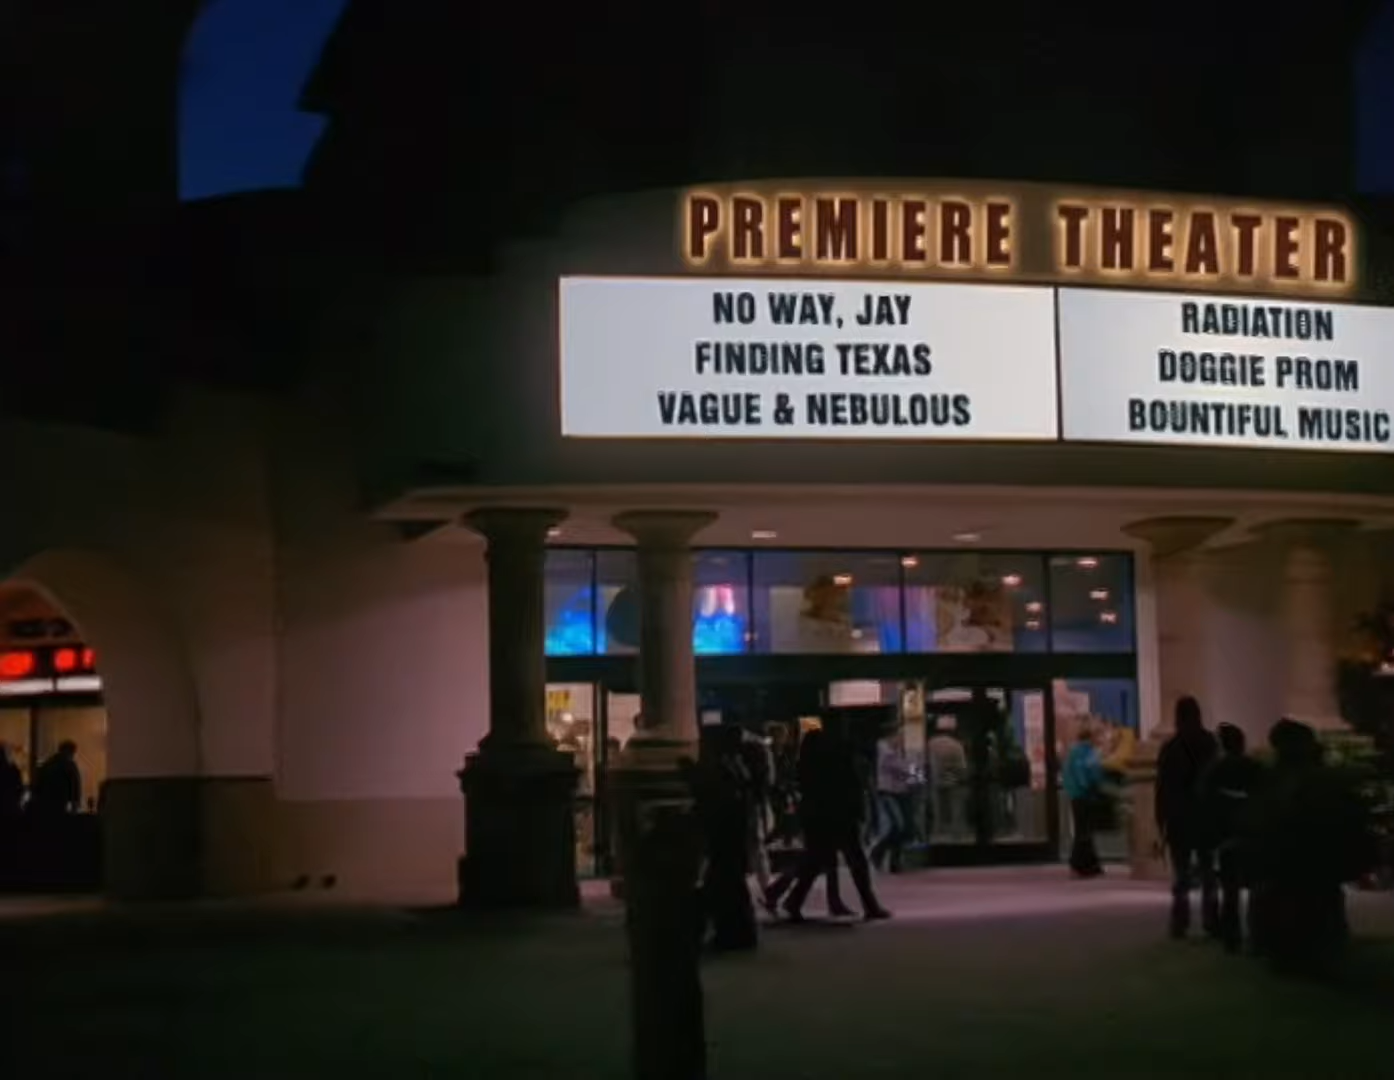 PREMIERE THEATER
NO WAY, JAY
FINDING TEXAS
VAGUE & NEBULOUS
RADIATION
DOGGIE PROM
BOUNTIFUL MUSIC